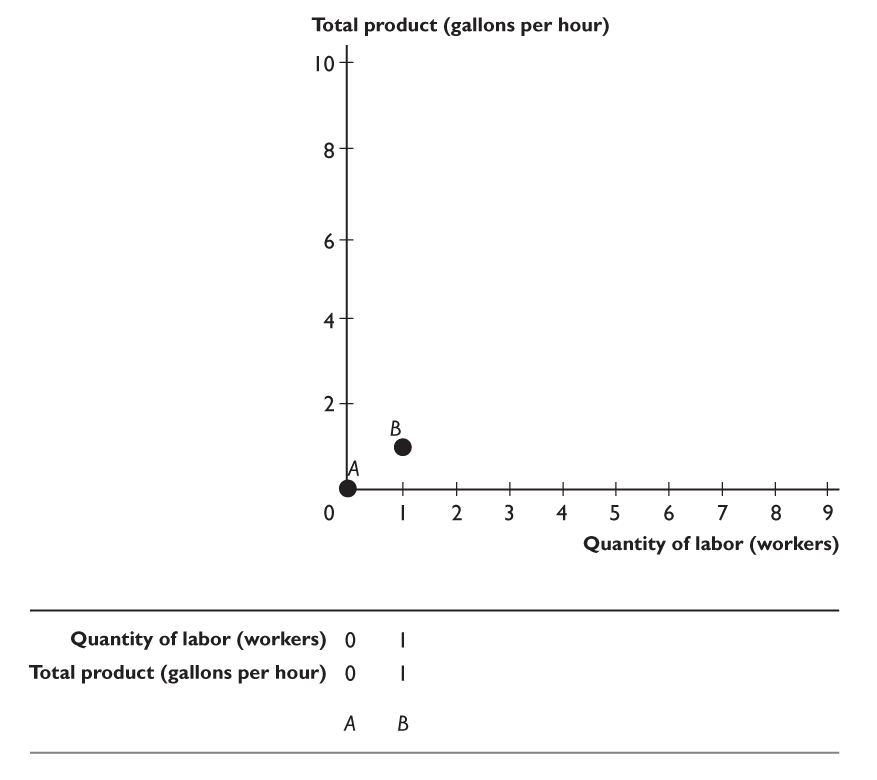 Total product (gallons per hour)
10
8
6
4
2
B
A
0 1 2 3 4 5 6 7 8 9
Quantity of labor (workers)
Quantity of labor (workers) 0 1
Total product (gallons per hour) 0 1
A B